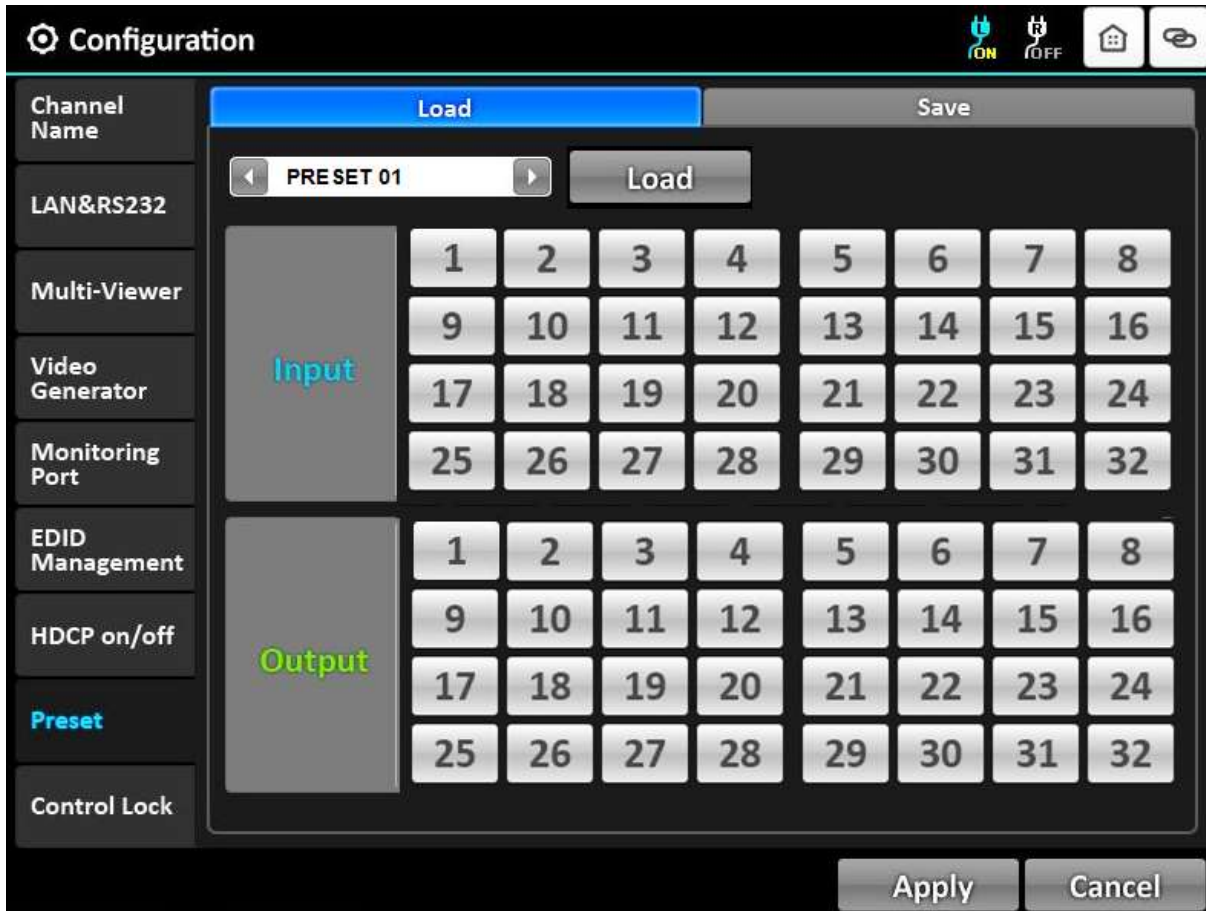 Configuration
L
ON
R
OFF
Channel
Name
LAN&RS232
Multi-Viewer
Video
Generator
Monitoring
Port
EDID
Management
HDCP on/off
Preset
Control Lock
Load Save
PRESET 01 Load
Input
1 2 3 4 5 6 7 8
9 10 11 12 13 14 15 16
17 18 19 20 21 22 23 24
25 26 27 28 29 30 31 32
Output
1 2 3 4 5 6 7 8
9 10 11 12 13 14 15 16
17 18 19 20 21 22 23 24
25 26 27 28 29 30 31 32
Apply Cancel